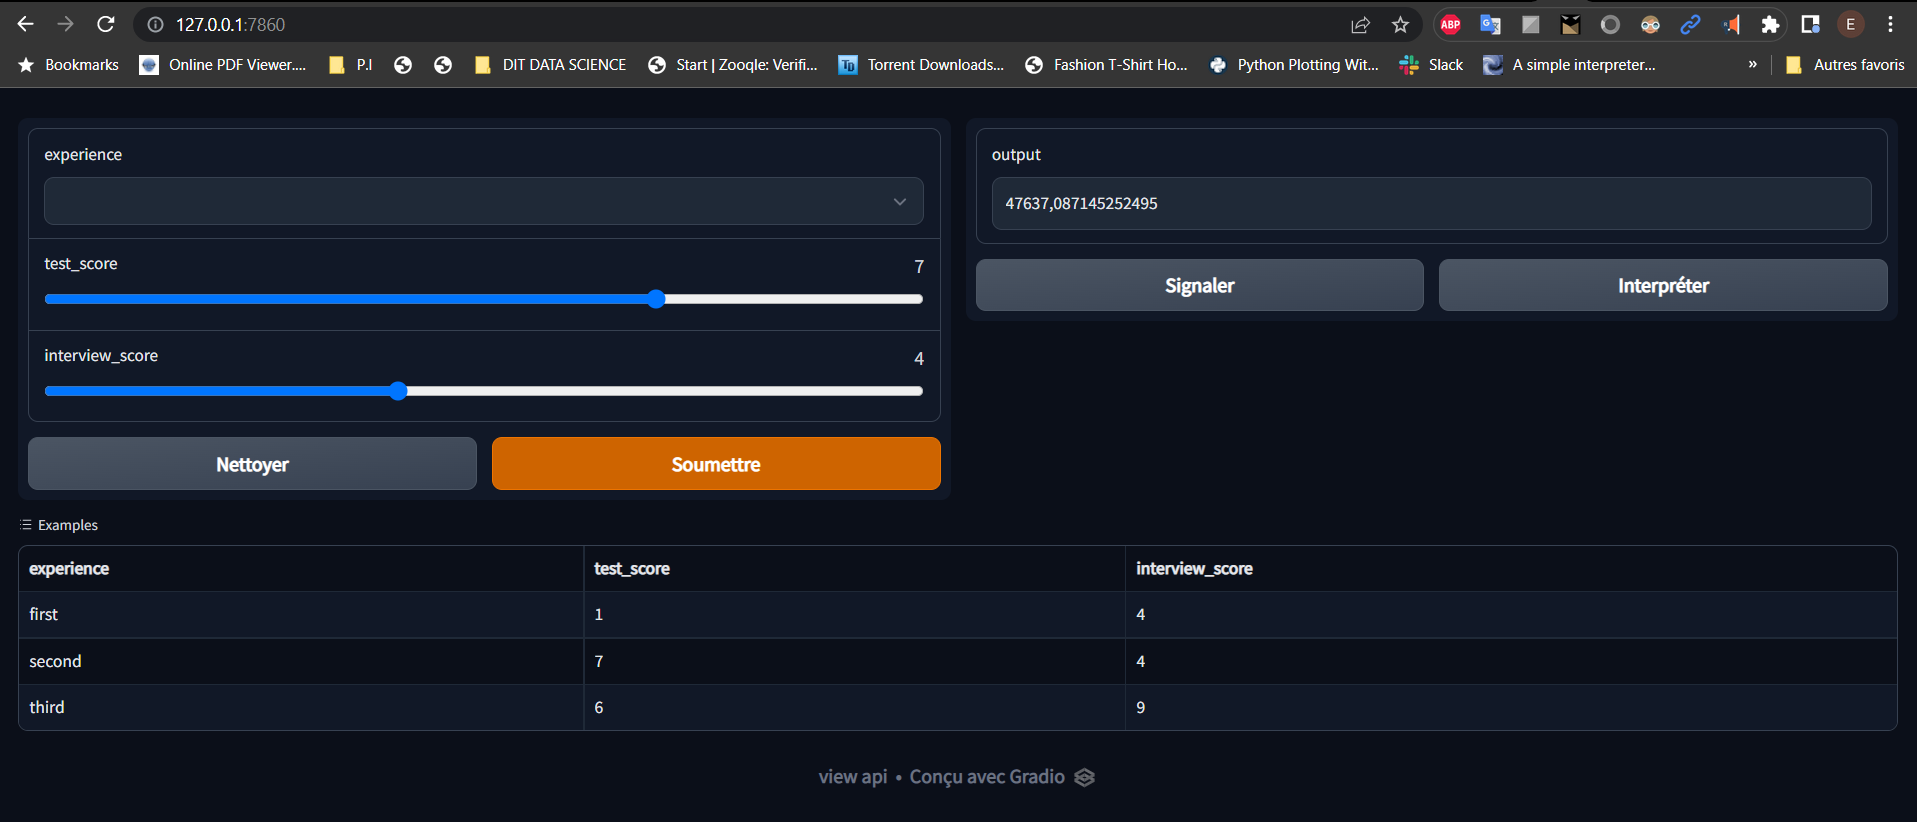 127.0.0.1:7860
ABP
E
Bookmarks
Online PDF Viewer....
P.I
DIT DATA SCIENCE
Start | Zooqle: Verifi...
TD
Torrent Downloads...
Fashion T-Shirt Ho...
Python Plotting Wit...
Slack
A simple interpreter...
»
Autres favoris
experience
test_score
7
interview_score
4
Nettoyer
Soumettre
output
47637,087145252495
Signaler
Interpréter
Examples
experience test_score interview_score
first 1 4
second 7 4
third 6 9
view api • Conçu avec Gradio